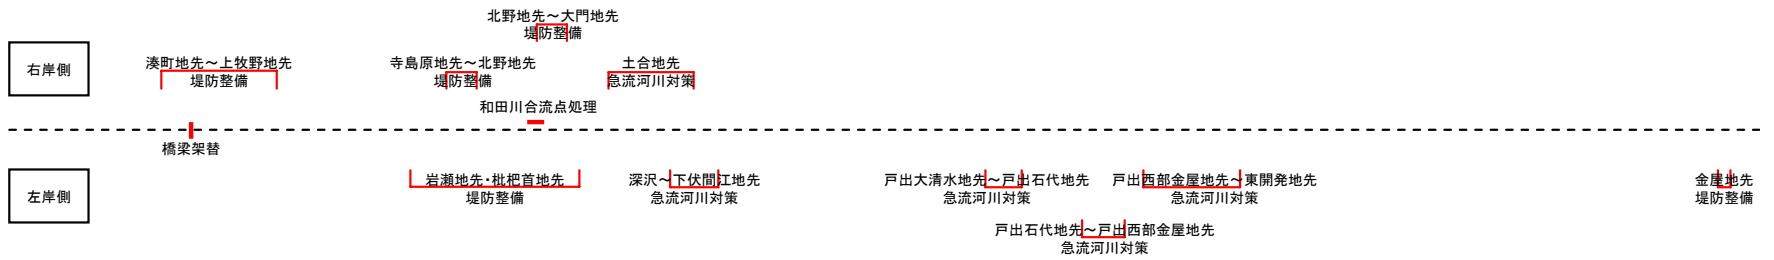 北野地先～大門地先
堤防整備
右岸側
湊町地先～上牧野地先
堤防整備
寺島原地先～北野地先
堤防整備
土合地先
急流河川対策
和田川合流点処理
橋梁架替
左岸側
岩瀬地先・枇杷首地先
堤防整備
深沢～下伏間江地先
急流河川対策
戸出大清水地先～戸出石代地先
急流河川対策
戸出西部金屋地先～東開発地先
急流河川対策
金屋地先
堤防整備
戸出石代地先～戸出西部金屋地先
急流河川対策